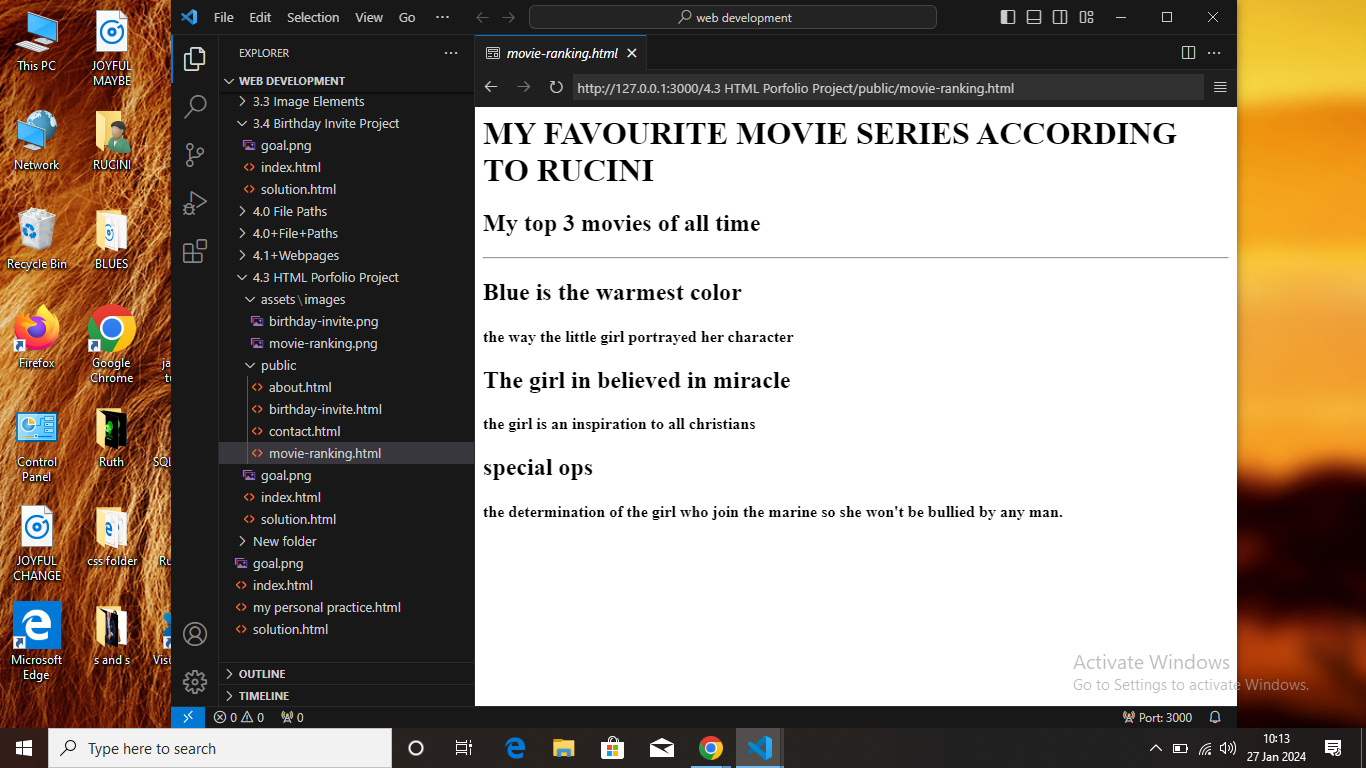 This PC
JOYFUL
MAYBE
Network
RUCINI
Recycle Bin
BLUES
Firefox
Google
Chrome
ja
tu
Control
Panel
Ruth
SQL
JOYFUL
CHANGE
css folder
Ru
Microsoft
Edge
s and s
Visu
File Edit Selection View Go ···
web development
EXPLORER ···
WEB DEVELOPMENT
3.3 Image Elements
3.4 Birthday Invite Project
goal.png
index.html
solution.html
4.0 File Paths
4.0+File+Paths
4.1+Webpages
4.3 HTML Porfolio Project
assets\images
birthday-invite.png
movie-ranking.png
public
about.html
birthday-invite.html
contact.html
movie-ranking.html
goal.png
index.html
solution.html
New folder
goal.png
index.html
my personal practice.html
solution.html
OUTLINE
TIMELINE
movie-ranking.html
http://127.0.0.1:3000/4.3 HTML Porfolio Project/public/movie-ranking.html
MY FAVOURITE MOVIE SERIES ACCORDING
TO RUCINI
My top 3 movies of all time
Blue is the warmest color
the way the little girl portrayed her character
The girl in believed in miracle
the girl is an inspiration to all christians
special ops
the determination of the girl who join the marine so she won't be bullied by any man.
Activate Windows
Go to Settings to activate Windows.
0 0 0 Port: 3000
Type here to search
10:13
27 Jan 2024